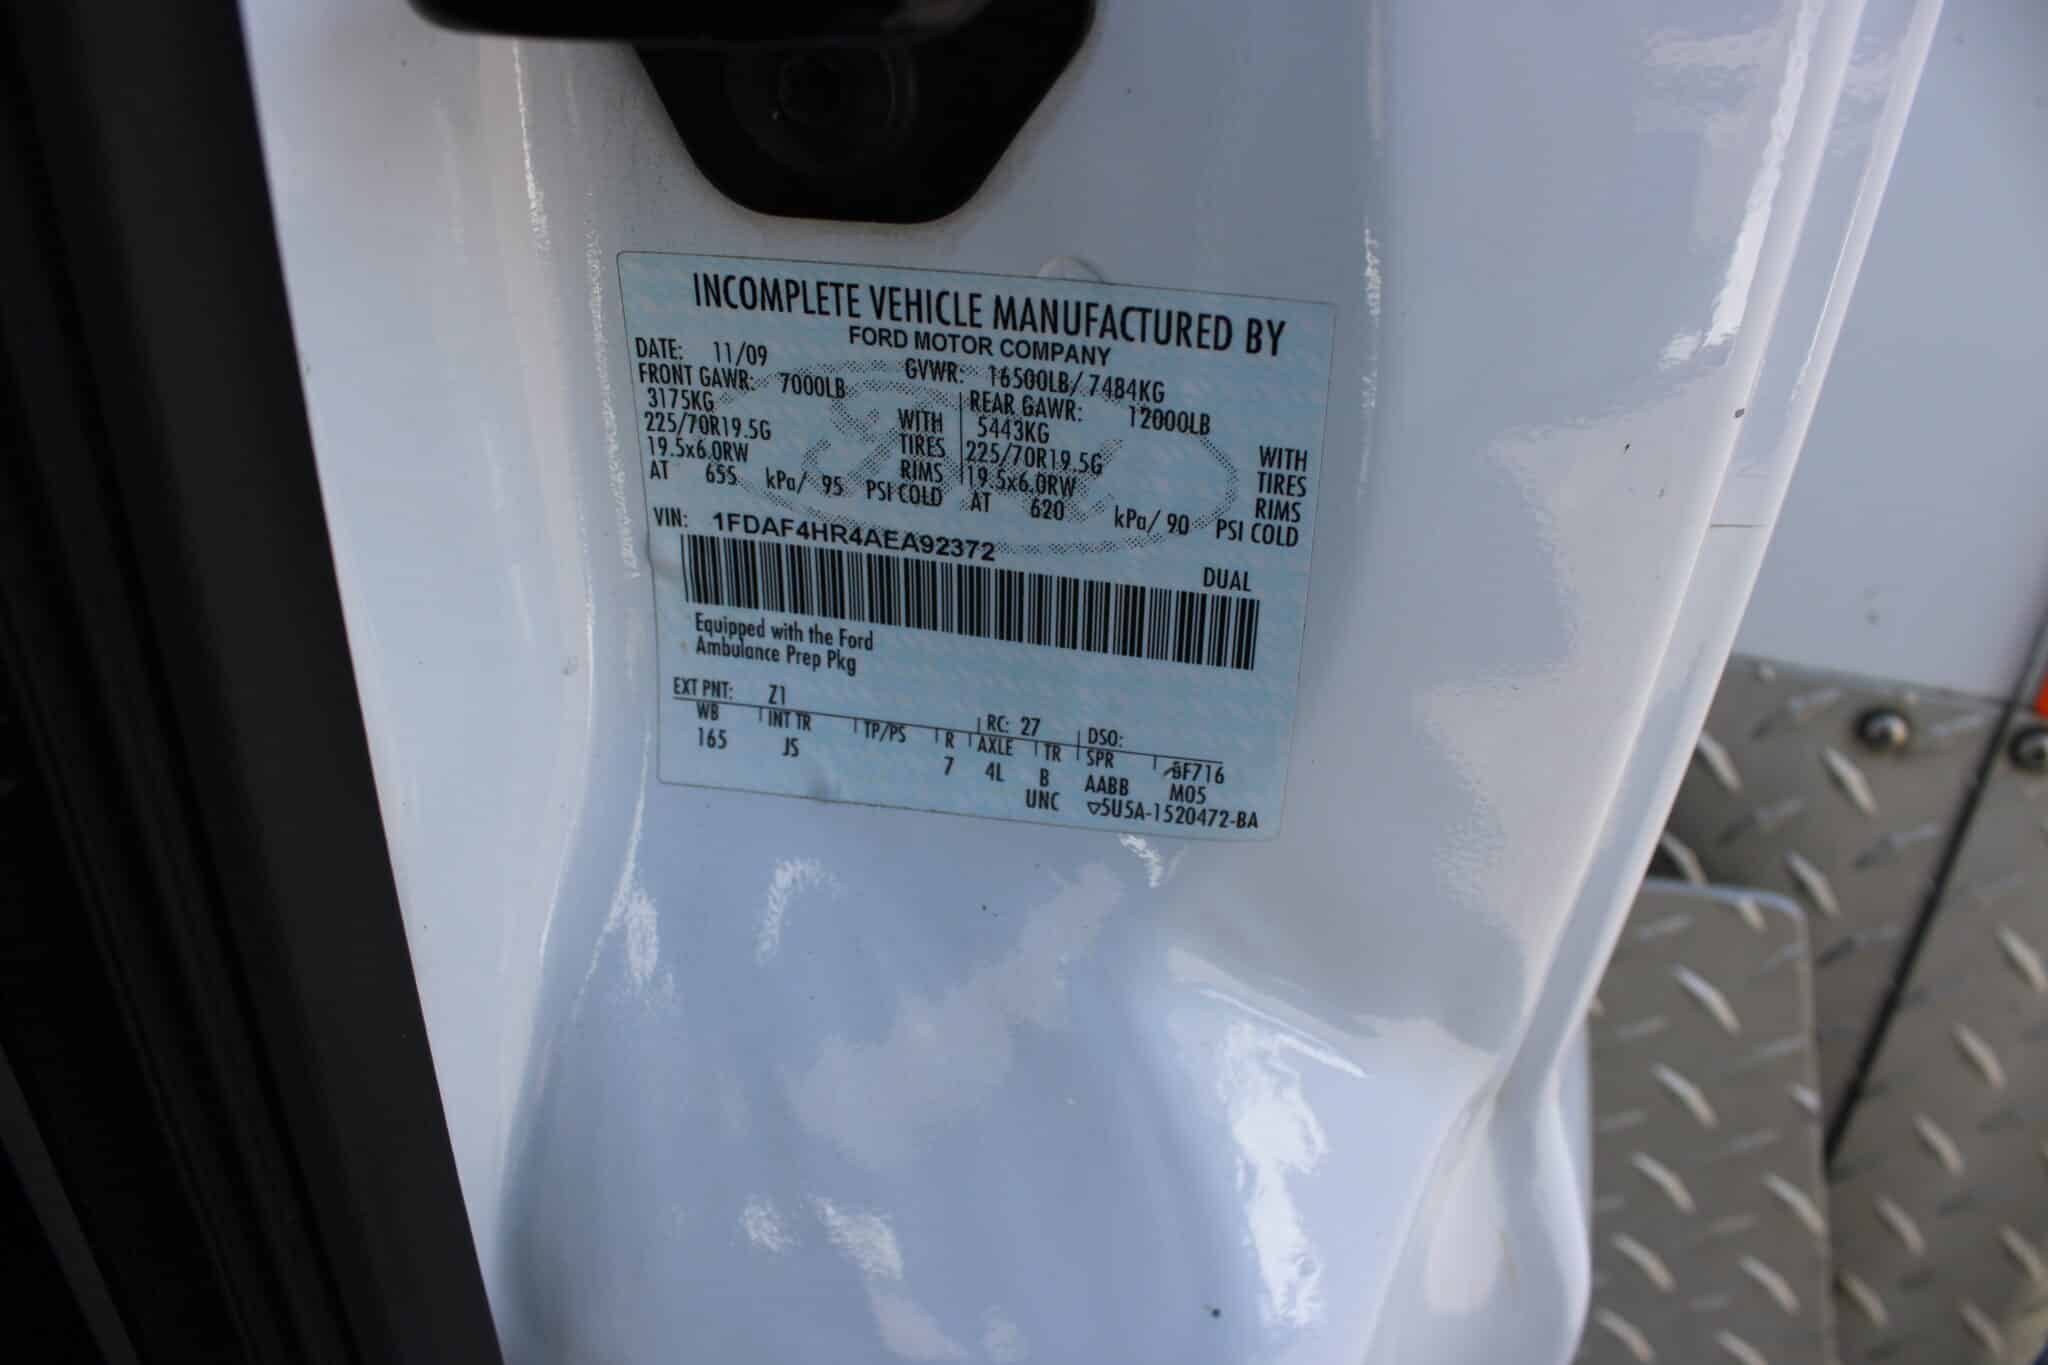 INCOMPLETE VEHICLE MANUFACTURED BY
FORD MOTOR COMPANY
DATE: 11/09 GVWR: 16500LB/ 7484KG
FRONT GAWR: 7000LB REAR GAWR: 12000LB
3175KG WITH 5443KG WITH
225/70R19.5G TIRES 225/70R19.5G TIRES
19.5x6.0RW RIMS 19.5x6.0RW RIMS
AT 655 kPa/ 95 PSI COLD AT 620 kPa/ 90 PSI COLD
VIN: 1FDAF4HR4AEA92372
DUAL
Equipped with the Ford
Ambulance Prep Pkg
EXT PNT: Z1 RC: 27 DSO:
WB INT TR TP/PS R AXLE TR SPR F716
165 J5 7 4L B AABB M05
UNC ▽5U5A-1520472-BA